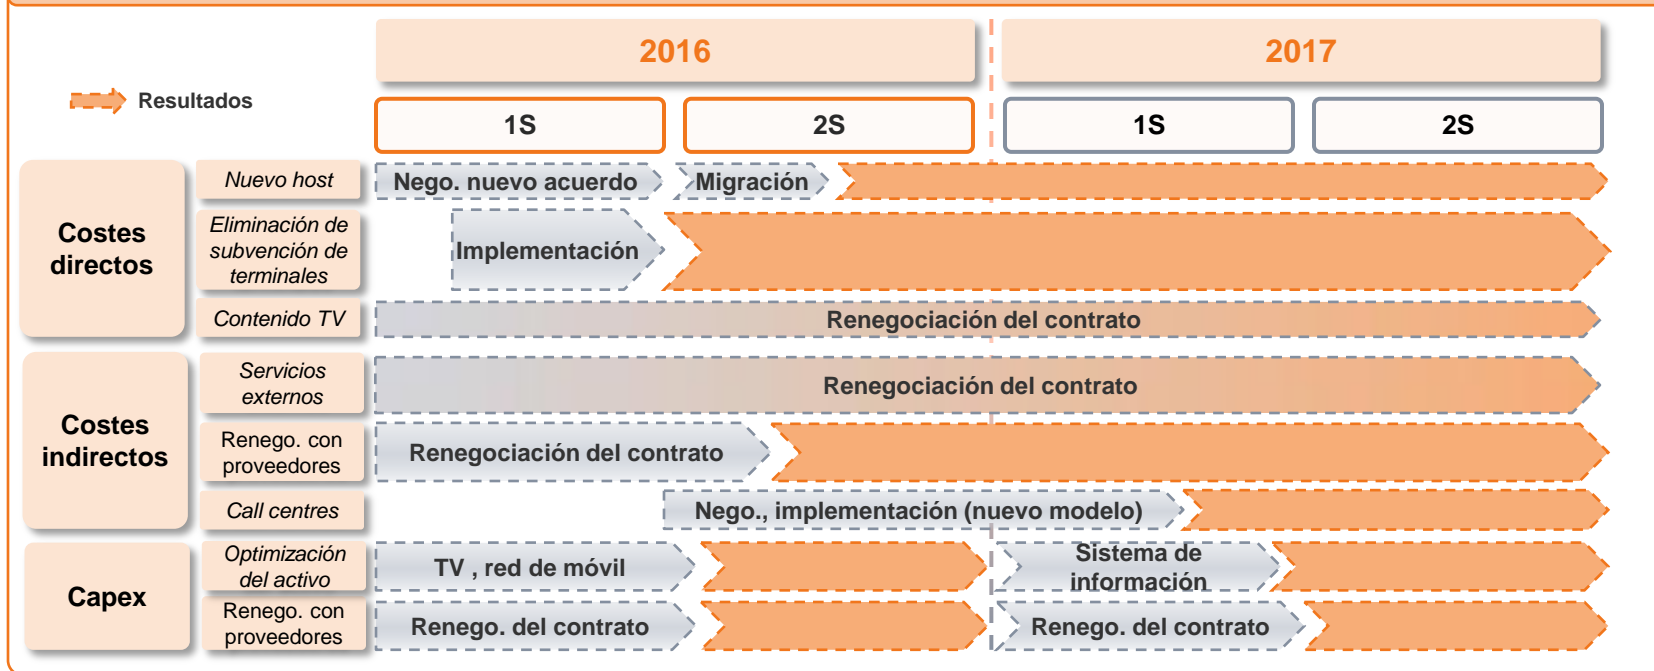 2016
2017
Resultados
1S
2S
1S
2S
Costes
directos
Nuevo host
Nego. nuevo acuerdo
Migración
Eliminación de
subvención de
terminales
Implementación
Contenido TV
Renegociación del contrato
Costes
indirectos
Servicios
externos
Renegociación del contrato
Renego. con
proveedores
Renegociación del contrato
Call centres
Nego., implementación (nuevo modelo)
Capex
Optimización
del activo
TV , red de móvil
Sistema de
información
Renego. con
proveedores
Renego. del contrato
Renego. del contrato